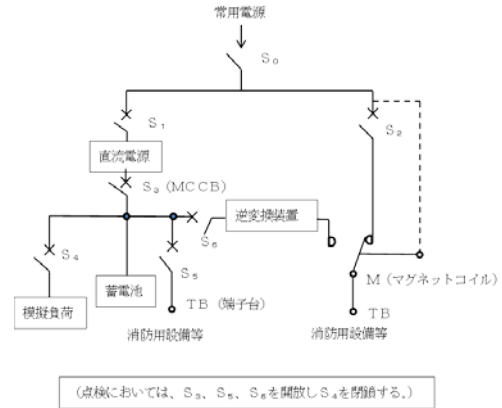 常用電源
S₀
S₁
S₂
直流電源
S₃（MCCB）
逆変換装置
S₆
S₄
S₅
蓄電池
M（マグネットコイル）
模擬負荷
TB（端子台）
TB
消防用設備等
消防用設備等
（点検においては、S₃、S₅、S₆を開放しS₄を閉鎖する。）